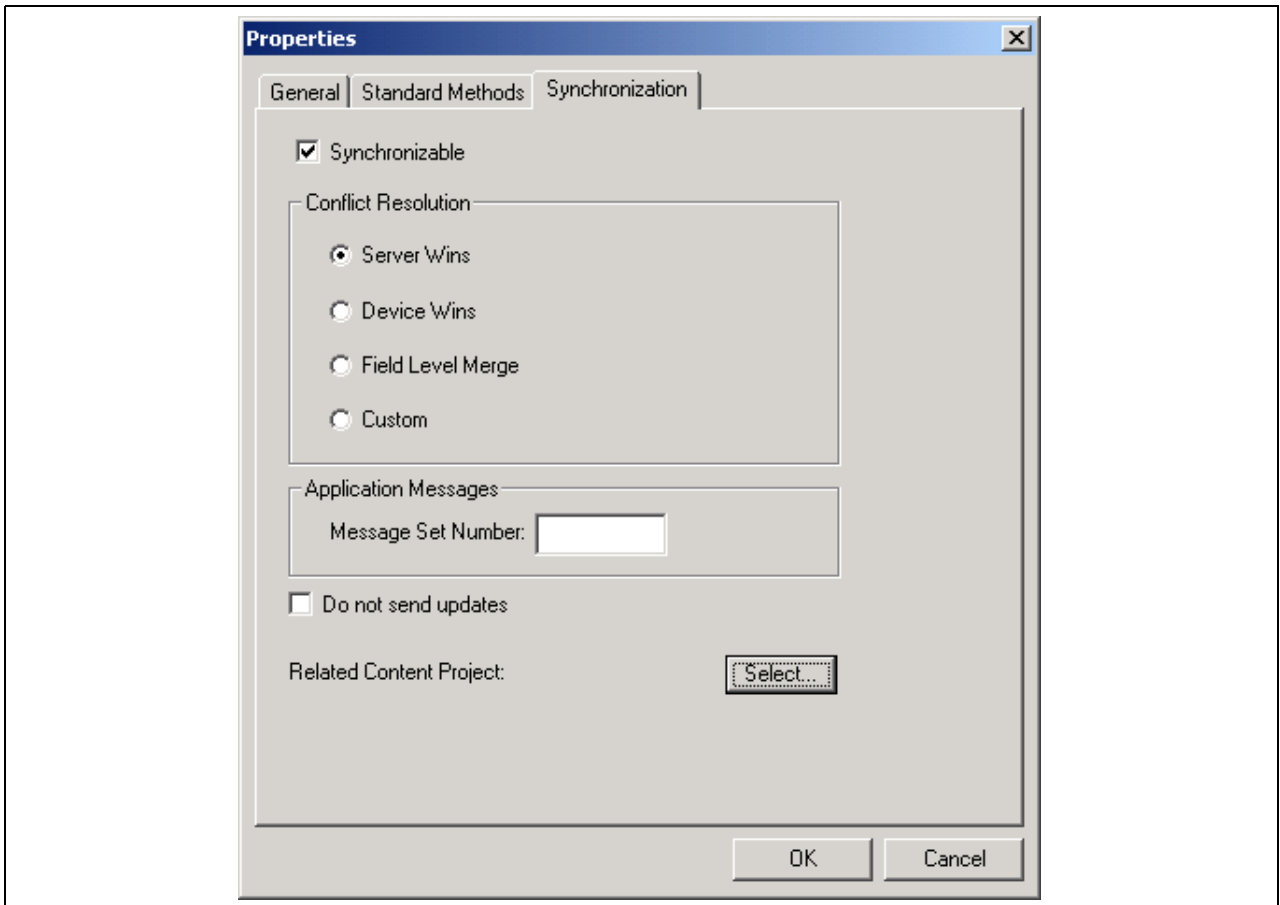 Properties
General Standard Methods Synchronization
Synchronizable
Conflict Resolution
Server Wins
Device Wins
Field Level Merge
Custom
Application Messages
Message Set Number:
Do not send updates
Related Content Project: Select...
OK Cancel